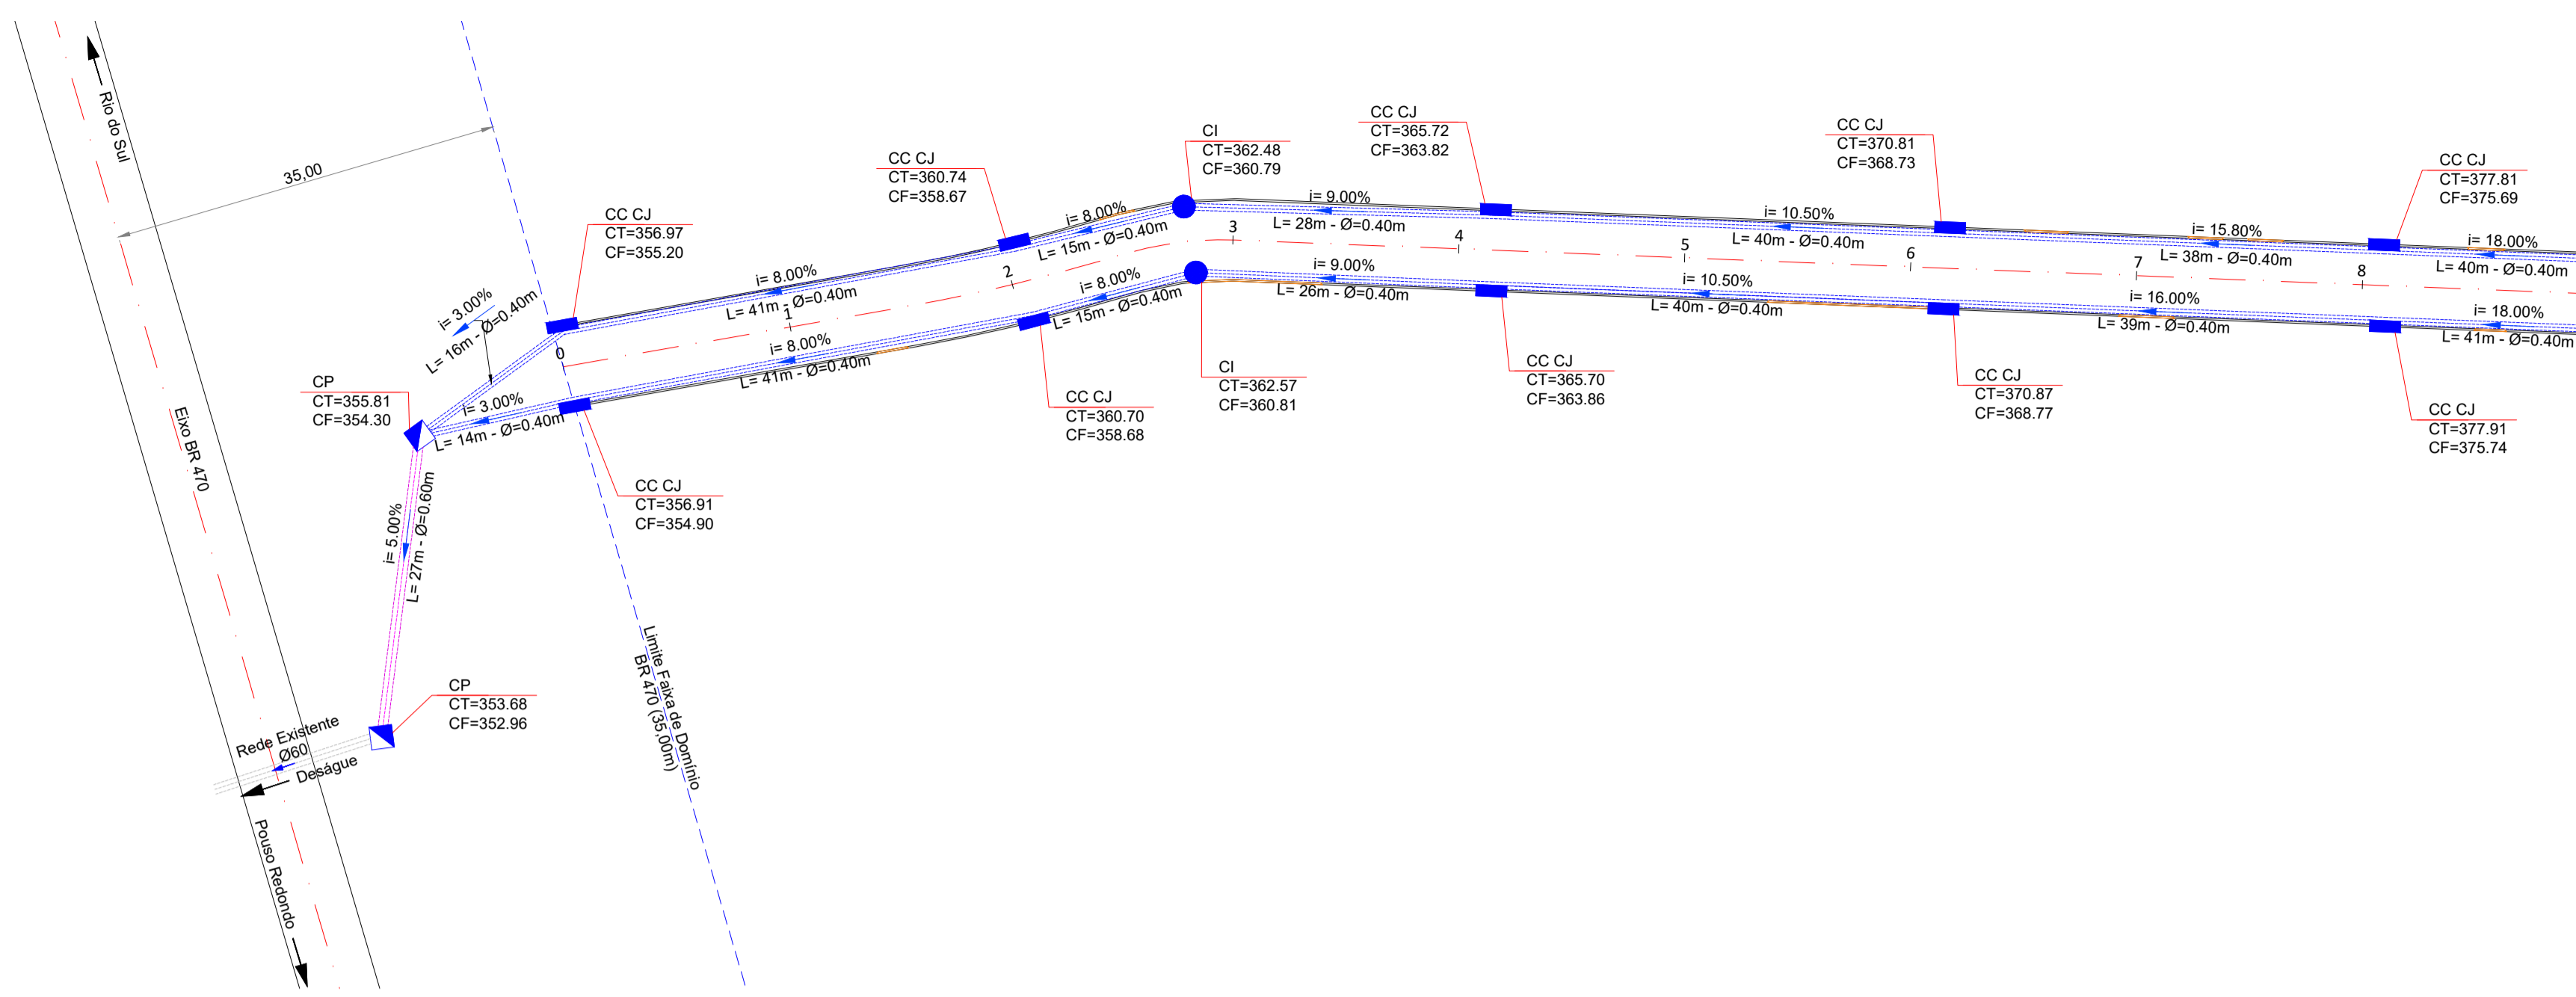 Rio do Sul
35,00
Eixo BR 470
CC CJ
CT=356.97
CF=355.20
CC CJ
CT=360.74
CF=358.67
CI
CT=362.48
CF=360.79
CC CJ
CT=365.72
CF=363.82
CC CJ
CT=370.81
CF=368.73
CC CJ
CT=377.81
CF=375.69
i= 3.00%
L= 16m - Ø=0.40m
i= 8.00%
L= 41m - Ø=0.40m
i= 8.00%
L= 15m - Ø=0.40m
i= 9.00%
L= 28m - Ø=0.40m
i= 10.50%
L= 40m - Ø=0.40m
i= 15.80%
L= 38m - Ø=0.40m
i= 18.00%
L= 40m - Ø=0.40m
0
1
2
3
4
5
6
7
8
i= 3.00%
L= 14m - Ø=0.40m
i= 8.00%
L= 41m - Ø=0.40m
i= 8.00%
L= 15m - Ø=0.40m
i= 9.00%
L= 26m - Ø=0.40m
i= 10.50%
L= 40m - Ø=0.40m
i= 16.00%
L= 39m - Ø=0.40m
i= 18.00%
L= 41m - Ø=0.40m
CP
CT=355.81
CF=354.30
CC CJ
CT=356.91
CF=354.90
CC CJ
CT=360.70
CF=358.68
CI
CT=362.57
CF=360.81
CC CJ
CT=365.70
CF=363.86
CC CJ
CT=370.87
CF=368.77
CC CJ
CT=377.91
CF=375.74
i= 5.00%
L= 27m - Ø=0.60m
CP
CT=353.68
CF=352.96
Limite Faixa de Domínio
BR 470 (35,00m)
Rede Existente
Ø60
Deságue
Pouso Redondo